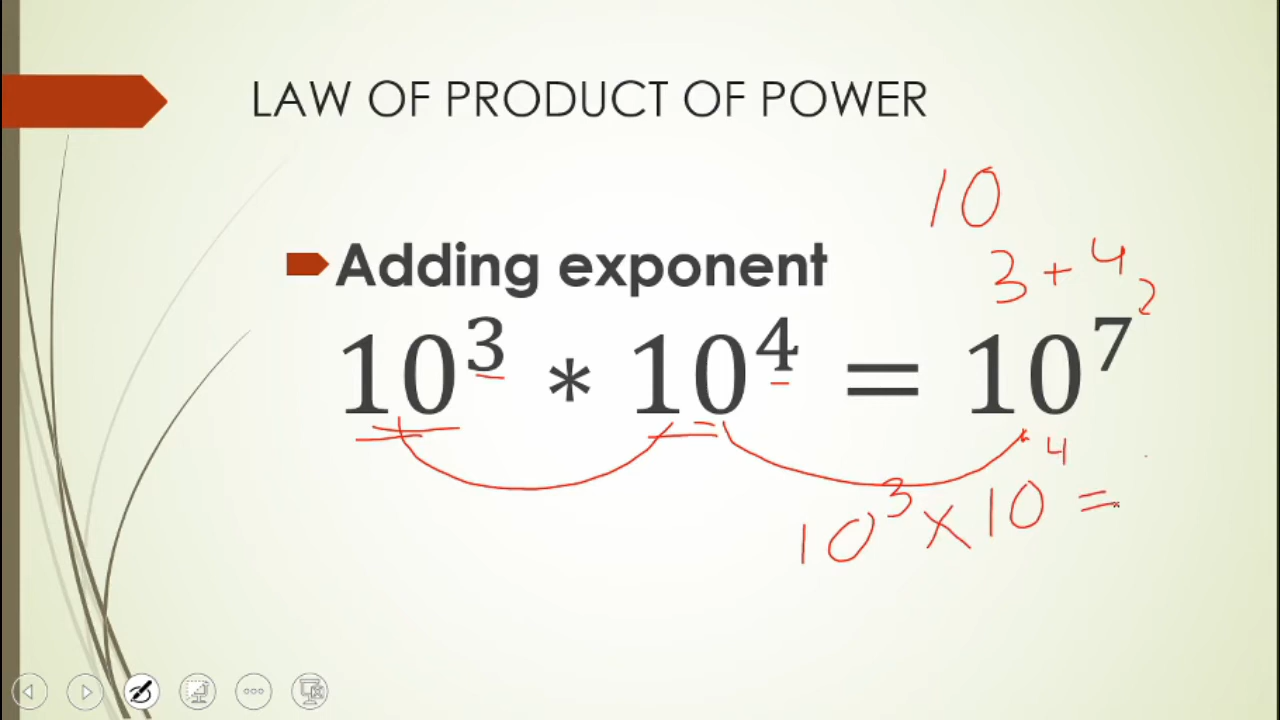 LAW OF PRODUCT OF POWER
10
Adding exponent
3 + 4
10³ * 10⁴ = 10⁷
10³ × 10⁴ =